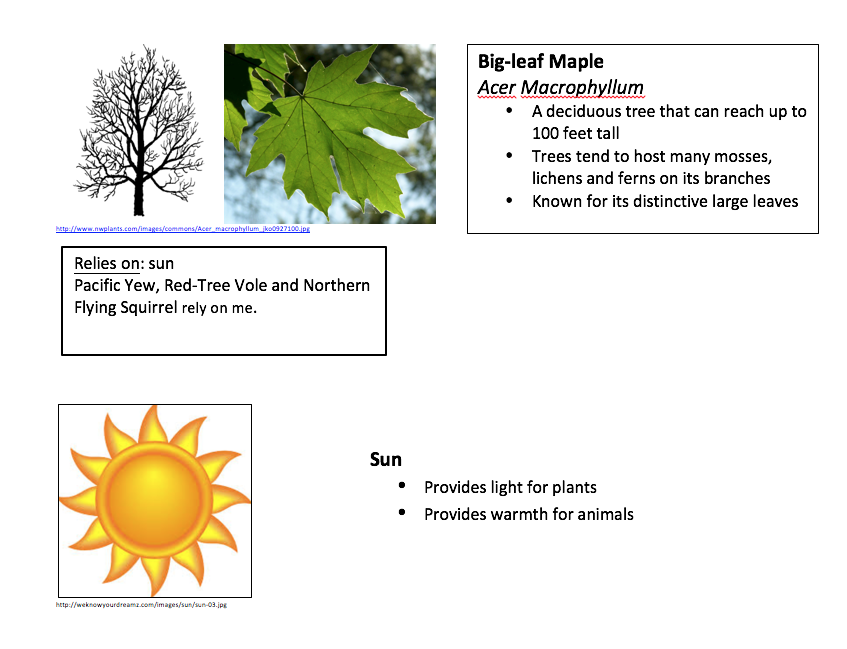 Big-leaf Maple
Acer Macrophyllum
• A deciduous tree that can reach up to
100 feet tall
• Trees tend to host many mosses,
lichens and ferns on its branches
• Known for its distinctive large leaves
http://www.nwplants.com/images/commons/Acer_macrophyllum_jko0927100.jpg
Relies on: sun
Pacific Yew, Red-Tree Vole and Northern
Flying Squirrel rely on me.
Sun
• Provides light for plants
• Provides warmth for animals
http://weknowyourdreamz.com/images/sun/sun-03.jpg